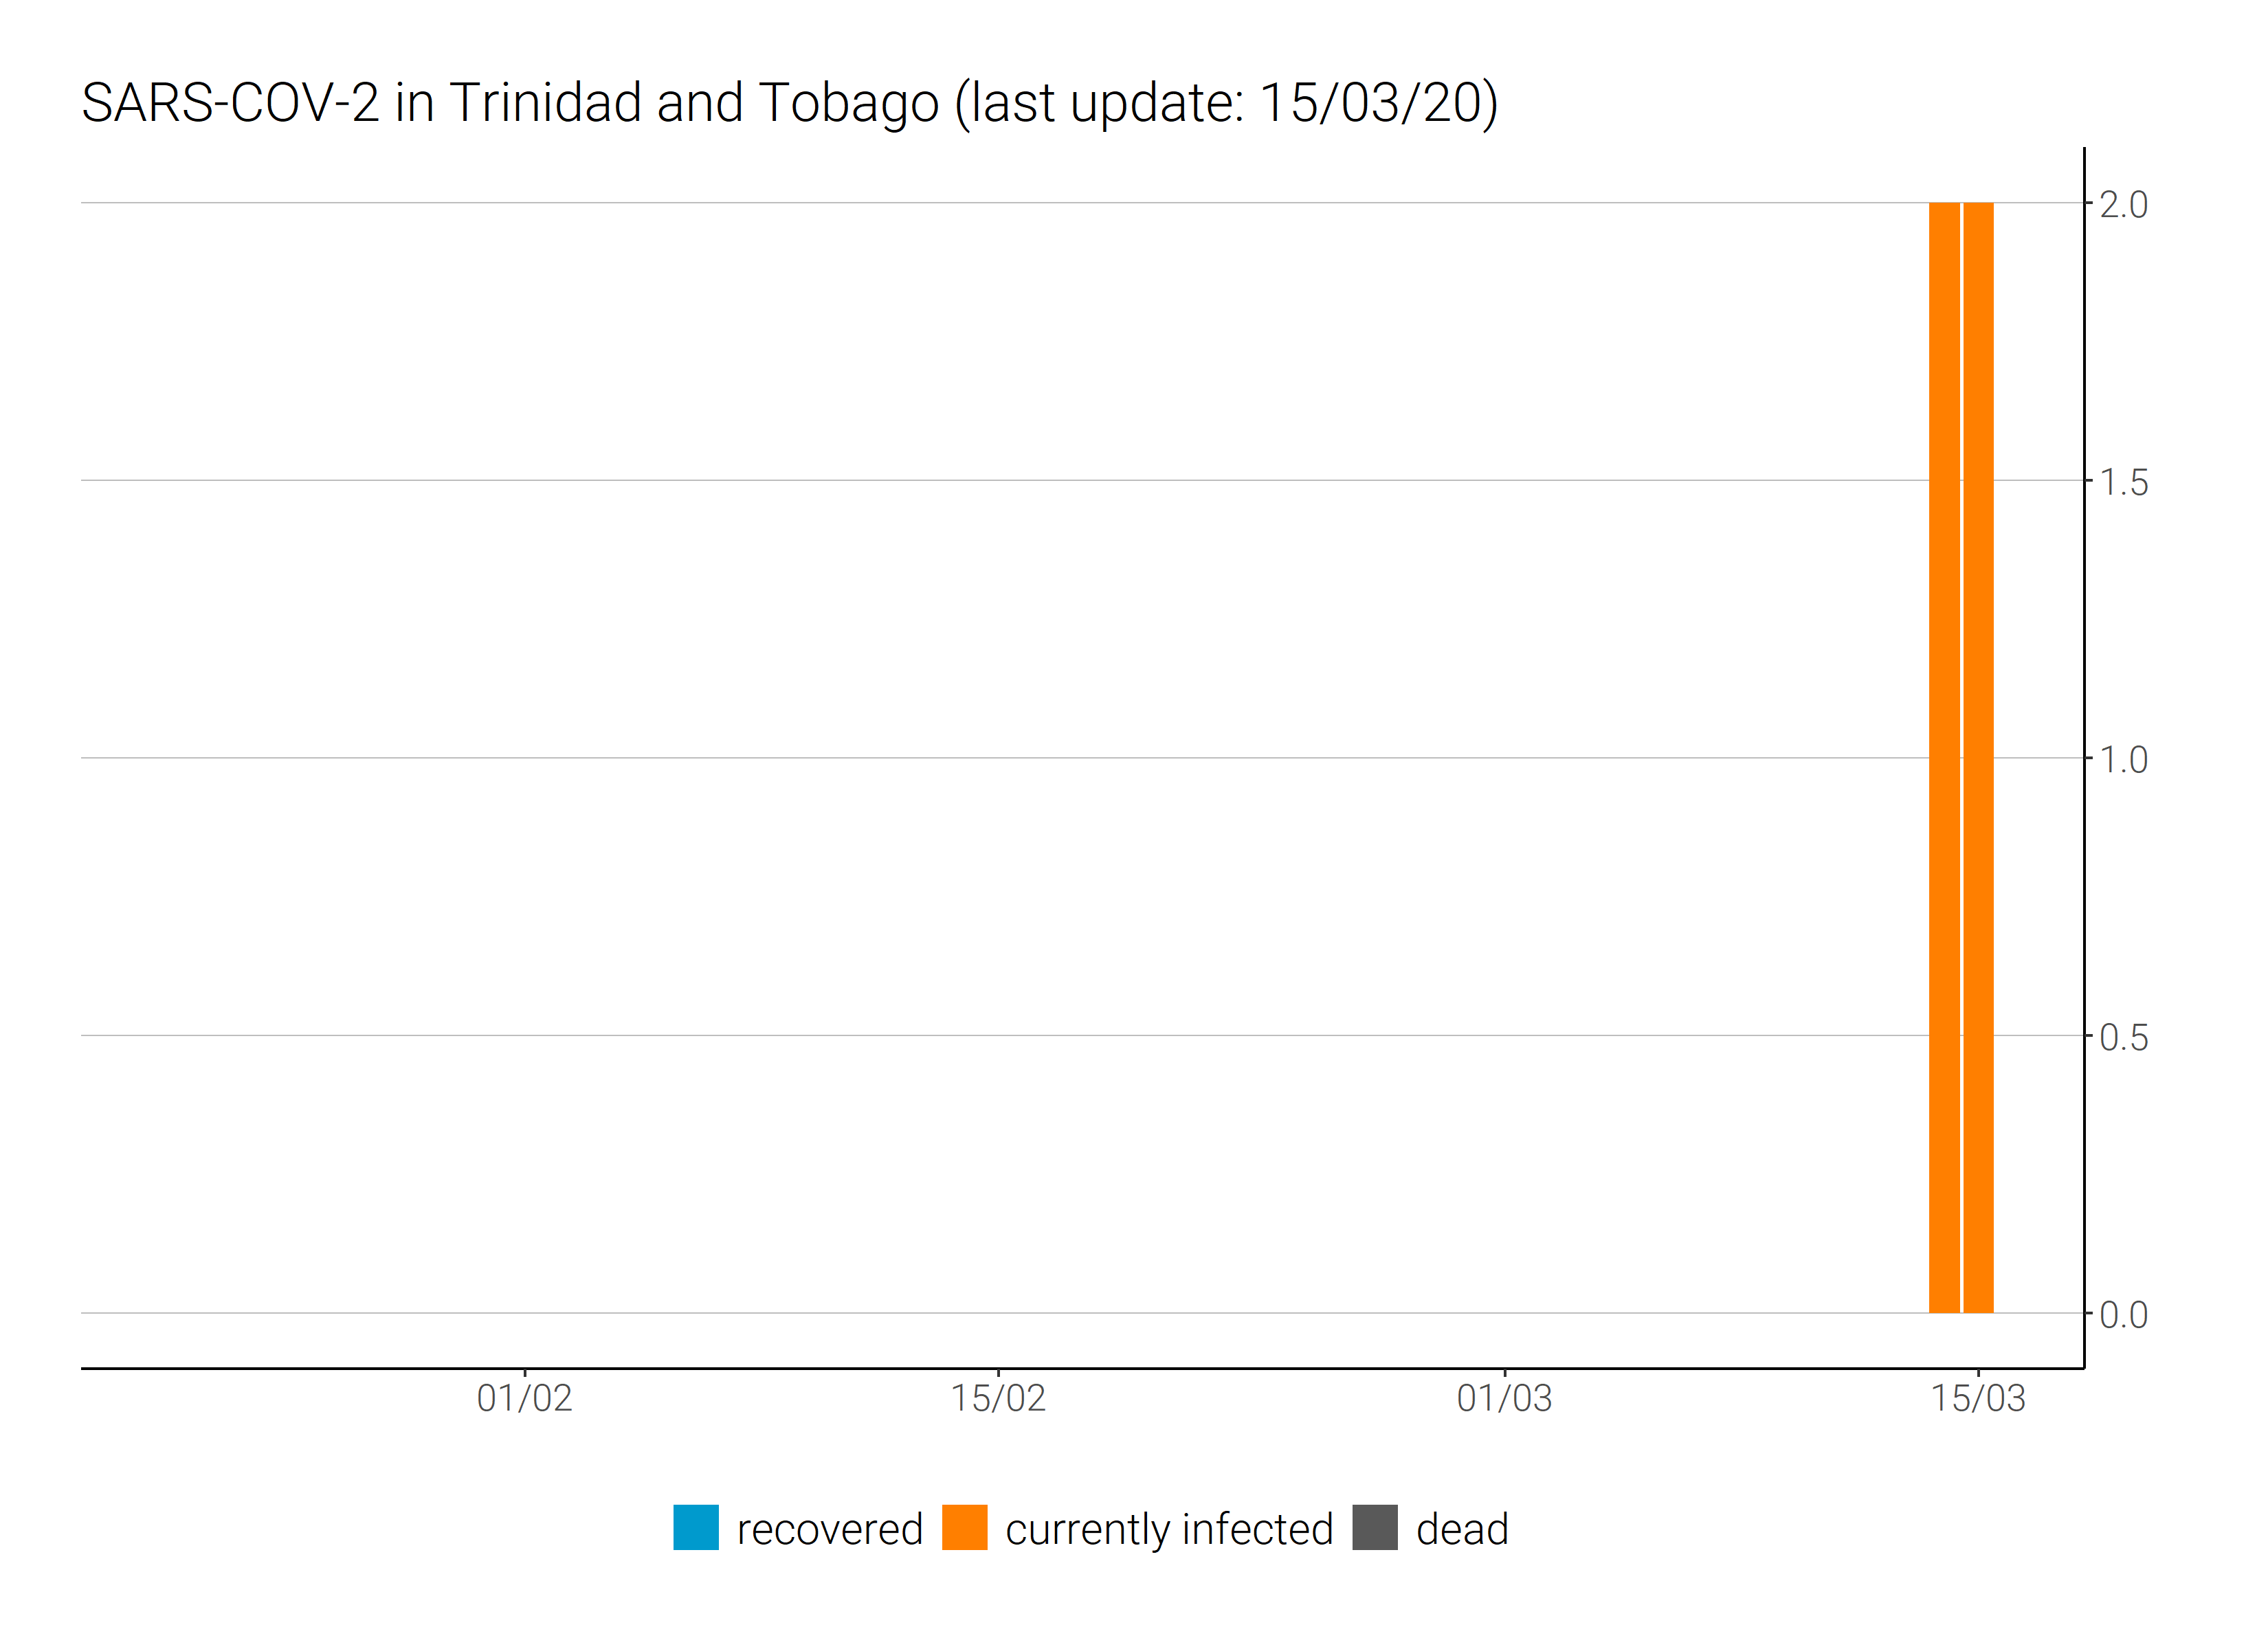 SARS-COV-2 in Trinidad and Tobago (last update: 15/03/20)
2.0
1.5
1.0
0.5
0.0
01/02 15/02 01/03 15/03
recovered currently infected dead